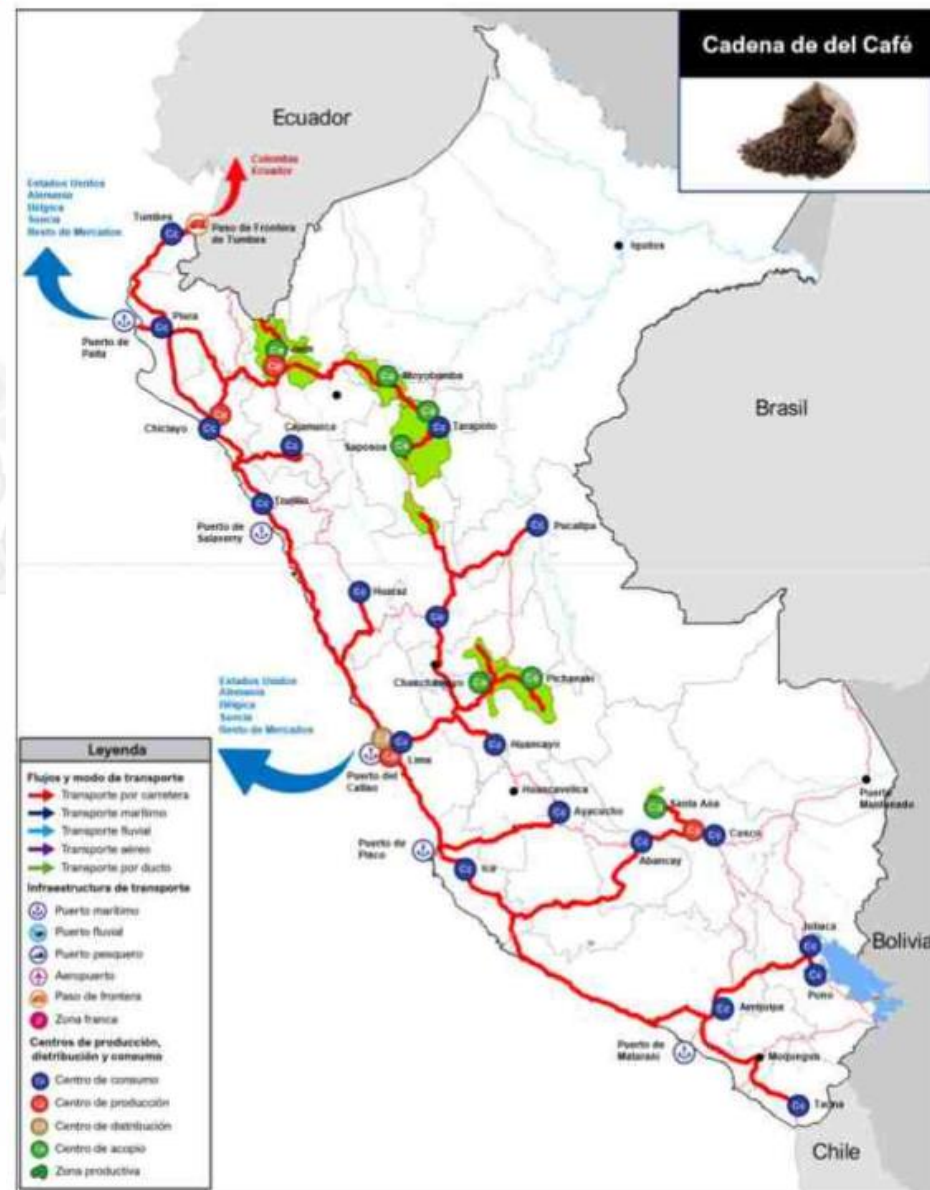 Cadena de del Café
Ecuador
Colombia
Ecuador
Estados Unidos
Alemania
Bélgica
Suecia
Resto de Mercados
Tumbes
Paso de Frontera
de Tumbes
Iquitos
Piura
Puerto de
Paita
Moyobamba
Brasil
Chiclayo
Cajamarca
Tarapoto
Saposoa
Trujillo
Puerto de
Salaverry
Pucallpa
Huaraz
Estados Unidos
Alemania
Bélgica
Suecia
Resto de Mercados
Pichanaki
Lima
Huancayo
Puerto del
Callao
Huancavelica
Ayacucho
Santa Ana
Puerto
Maldonado
Cusco
Abancay
Puerto de
Pisco
Ica
Juliaca
Bolivia
Puno
Arequipa
Puerto de
Matarani
Moquegua
Tacna
Chile
Leyenda
Flujos y modo de transporte
Transporte por carretera
Transporte marítimo
Transporte fluvial
Transporte aéreo
Transporte por ducto
Infraestructura de transporte
Puerto marítimo
Puerto fluvial
Puerto pesquero
Aeropuerto
Paso de frontera
Zona franca
Centros de producción,
distribución y consumo
Centro de consumo
Centro de producción
Centro de distribución
Centro de acopio
Zona productiva